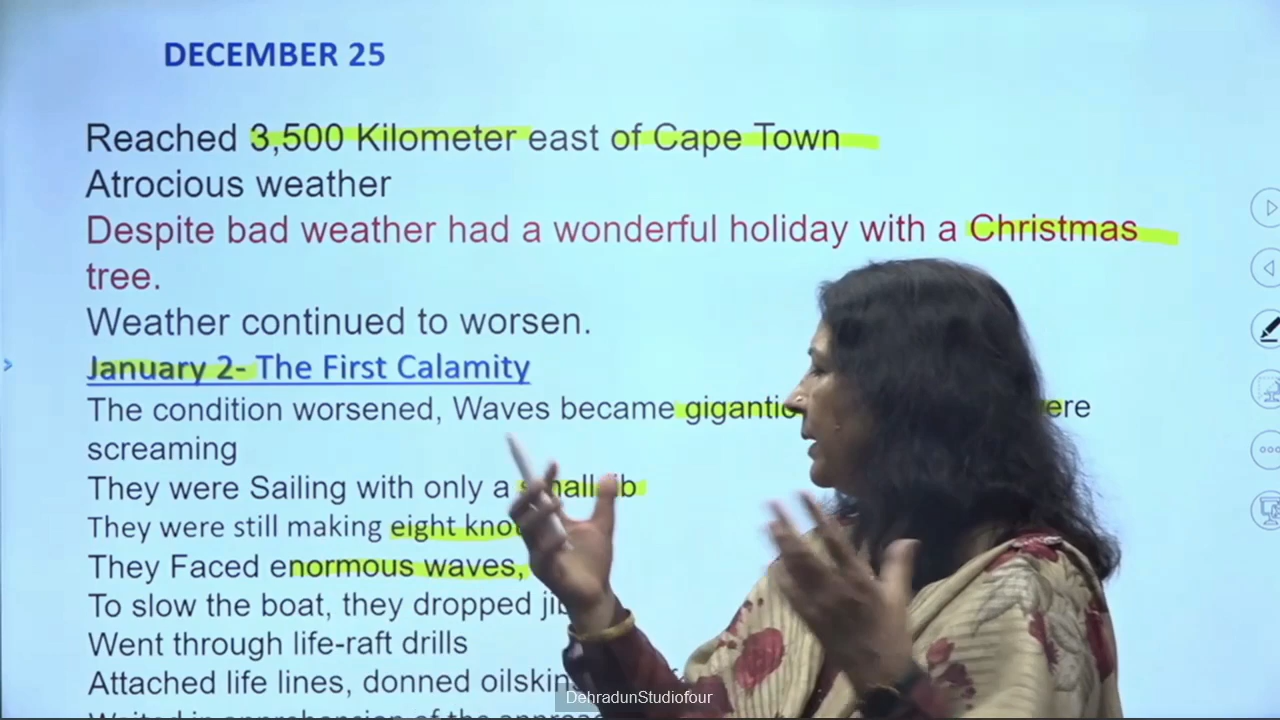 DECEMBER 25
Reached 3,500 Kilometer east of Cape Town
Atrocious weather
Despite bad weather had a wonderful holiday with a Christmas
tree.
Weather continued to worsen.
January 2- The First Calamity
The condition worsened, Waves became gigantic
screaming
They were Sailing with only a small jib
They were still making eight
They Faced enormous waves,
To slow the boat, they dropped
Went through life-raft drills
Attached life lines, donned
DehradunStudiofour